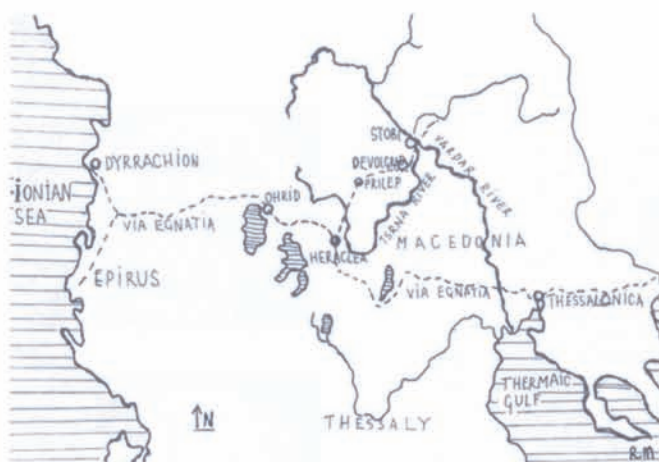 STOBI
VARDAR RIVER
DYRRACHION
PRILEP
IONIAN
SEA
OHRID
TSRNA RIVER
VIA EGNATIA
HERACLEA
MACEDONIA
EPIRUS
VIA EGNATIA
THESSALONICA
THERMAIC
GULF
N
THESSALY
R.M.